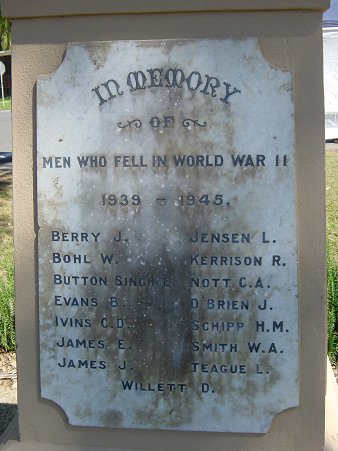 IN MEMORY
OF
MEN WHO FELL IN WORLD WAR II
1939 - 1945.
BERRY J. JENSEN L.
BOHL W. KERRISON R.
BUTTON SINGH E. NOTT C.A.
EVANS B. O'BRIEN J.
IVINS C.D. SCHIPP H.M.
JAMES E. SMITH W.A.
JAMES J. TEAGUE L.
WILLETT D.